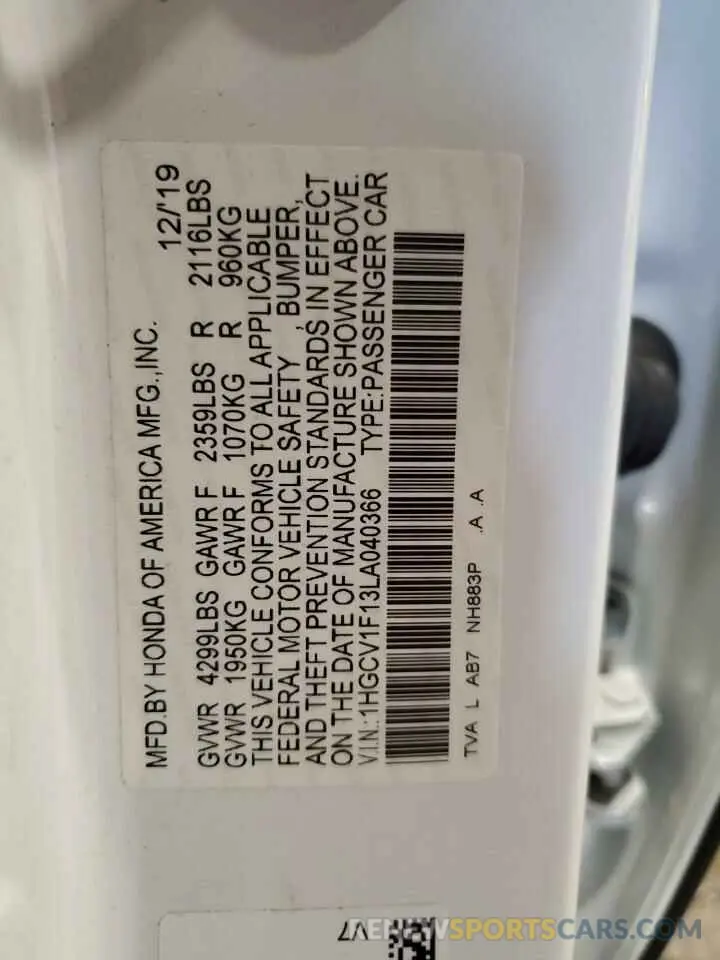 MFD.BY HONDA OF AMERICA MFG.,INC. 12/'19
GVWR 4299LBS GAWR F 2359LBS R 2116LBS
GVWR 1950KG GAWR F 1070KG R 960KG
THIS VEHICLE CONFORMS TO ALL APPLICABLE
FEDERAL MOTOR VEHICLE SAFETY , BUMPER,
AND THEFT PREVENTION STANDARDS IN EFFECT
ON THE DATE OF MANUFACTURE SHOWN ABOVE.
V.I.N.:1HGCV1F13LA040366 TYPE:PASSENGER CAR
TVA L AB7 NH883P .A .A
V7
RENEWSPORTSCARS.COM